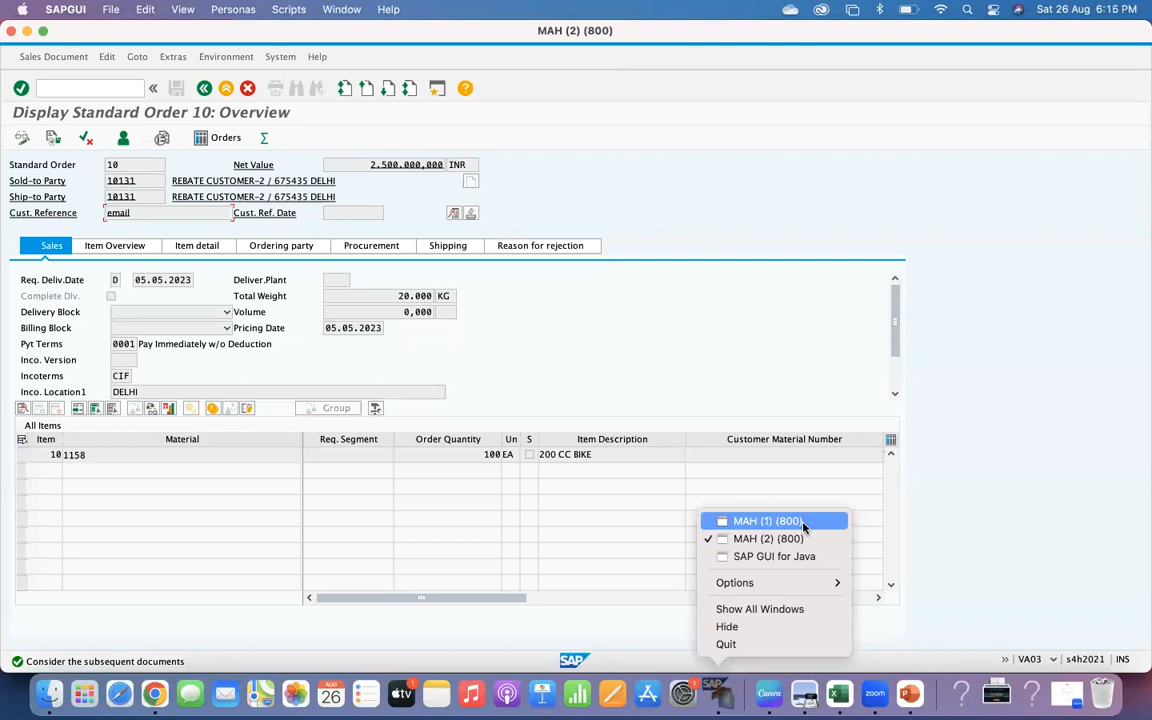 SAPGUI File Edit View Personas Scripts Window Help Sat 26 Aug 6:15 PM
MAH (2) (800)
Sales Document Edit Goto Extras Environment System Help
Display Standard Order 10: Overview
Orders
Standard Order 10 Net Value 2.500.000,000 INR
Sold-to Party 10131 REBATE CUSTOMER-2 / 675435 DELHI
Ship-to Party 10131 REBATE CUSTOMER-2 / 675435 DELHI
Cust. Reference email Cust. Ref. Date
Sales Item Overview Item detail Ordering party Procurement Shipping Reason for rejection
Req. Deliv.Date D 05.05.2023 Deliver.Plant
Complete Dlv. Total Weight 20.000 KG
Delivery Block Volume 0,000
Billing Block Pricing Date 05.05.2023
Pyt Terms 0001 Pay Immediately w/o Deduction
Inco. Version
Incoterms CIF
Inco. Location1 DELHI
Group
All Items
Item Material Req. Segment Order Quantity Un S Item Description Customer Material Number
10 1158 100 EA 200 CC BIKE
MAH (1) (800)
MAH (2) (800)
SAP GUI for Java
Options
Show All Windows
Hide
Quit
Consider the subsequent documents SAP VA03 s4h2021 INS
AUG
26
tv
1
1
Canva
zoom